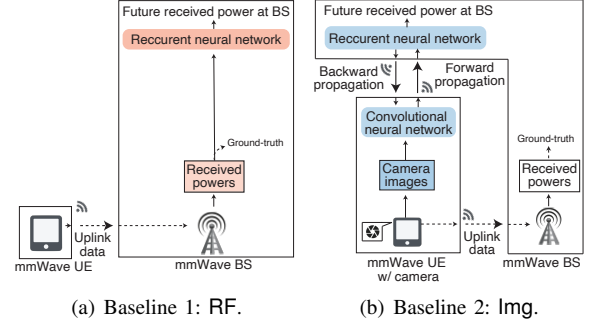 Future received power at BS
Reccurent neural network
Ground-truth
Received
powers
Uplink
data
mmWave UE
mmWave BS
(a) Baseline 1: RF.
Future received power at BS
Reccurent neural network
Backward
propagation
Forward
propagation
Convolutional
neural network
Camera
images
Ground-truth
Received
powers
Uplink
data
mmWave UE
w/ camera
mmWave BS
(b) Baseline 2: Img.